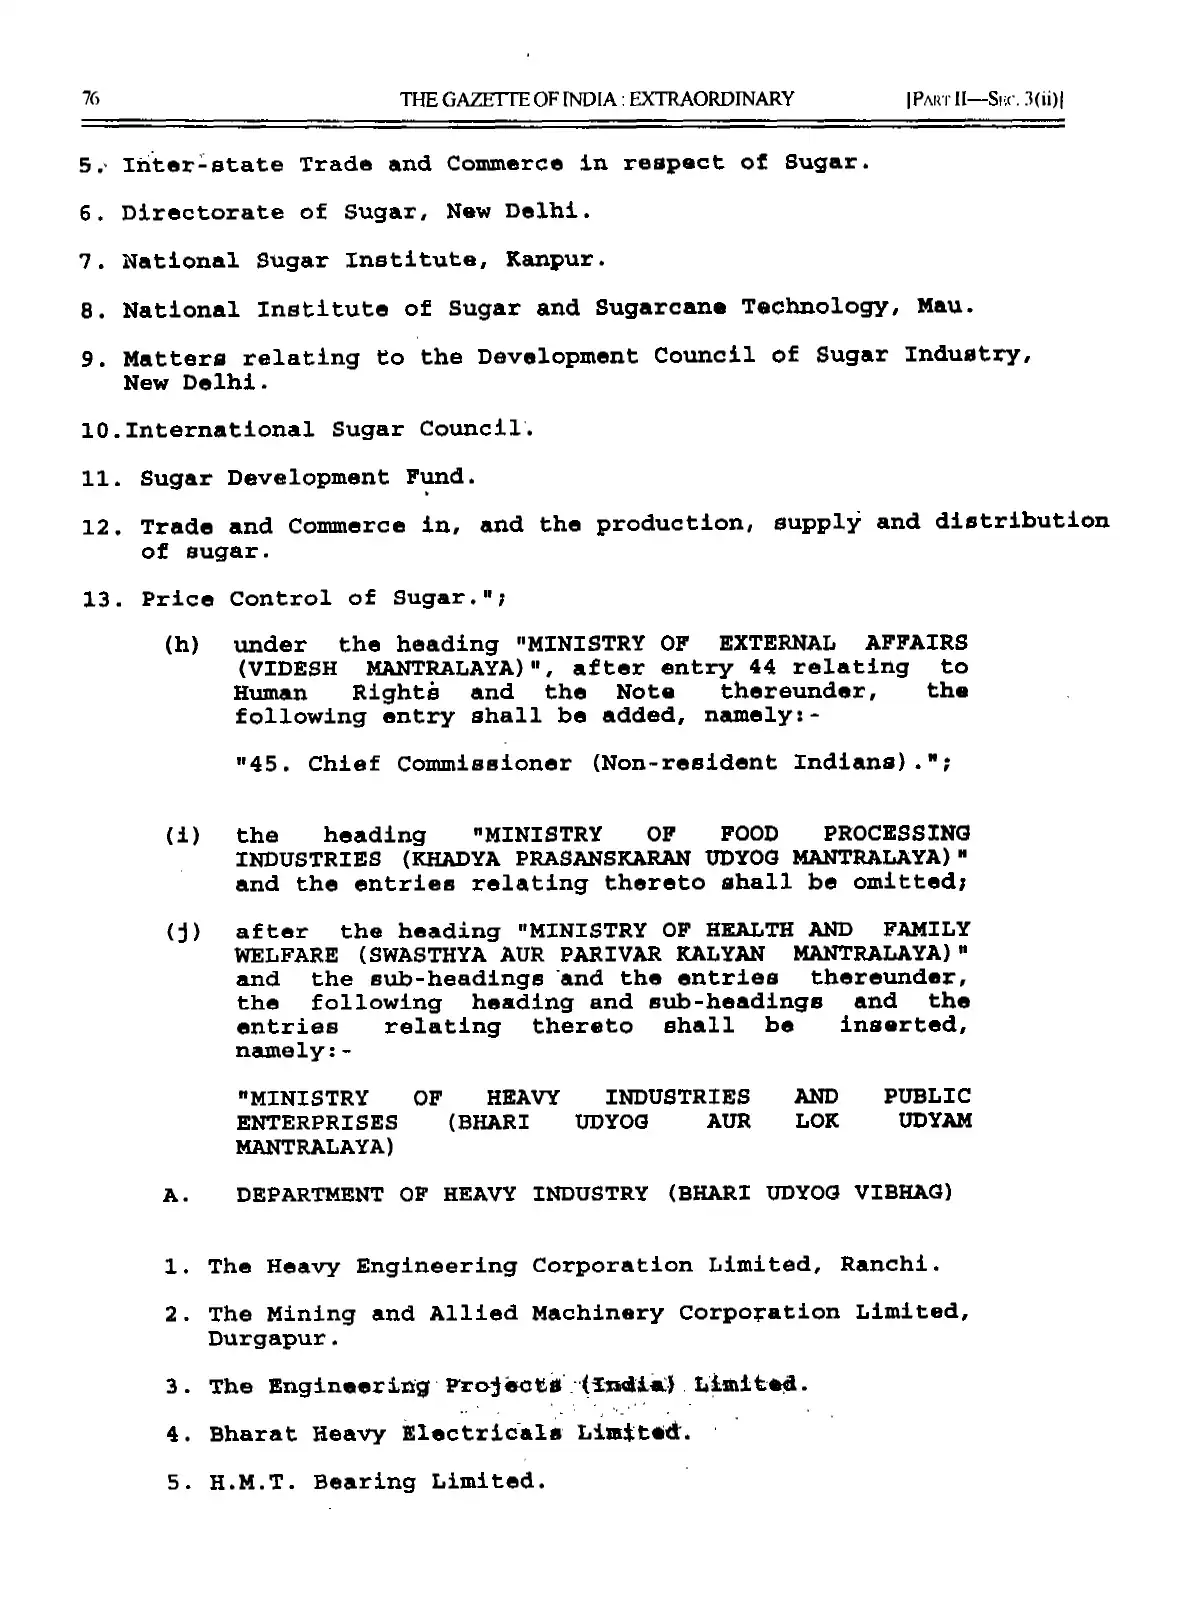 76 THE GAZETTE OF INDIA : EXTRAORDINARY [PART II—SEC. 3(ii)]
5. Inter-state Trade and Commerce in respect of Sugar.
6. Directorate of Sugar, New Delhi.
7. National Sugar Institute, Kanpur.
8. National Institute of Sugar and Sugarcane Technology, Mau.
9. Matters relating to the Development Council of Sugar Industry,
New Delhi.
10.International Sugar Council.
11. Sugar Development Fund.
12. Trade and Commerce in, and the production, supply and distribution
of sugar.
13. Price Control of Sugar.";
(h) under the heading "MINISTRY OF EXTERNAL AFFAIRS
(VIDESH MANTRALAYA)", after entry 44 relating to
Human Rights and the Note thereunder, the
following entry shall be added, namely:-
"45. Chief Commissioner (Non-resident Indians).";
(i) the heading "MINISTRY OF FOOD PROCESSING
INDUSTRIES (KHADYA PRASANSKARAN UDYOG MANTRALAYA)"
and the entries relating thereto shall be omitted;
(j) after the heading "MINISTRY OF HEALTH AND FAMILY
WELFARE (SWASTHYA AUR PARIVAR KALYAN MANTRALAYA)"
and the sub-headings and the entries thereunder,
the following heading and sub-headings and the
entries relating thereto shall be inserted,
namely:-
"MINISTRY OF HEAVY INDUSTRIES AND PUBLIC
ENTERPRISES (BHARI UDYOG AUR LOK UDYAM
MANTRALAYA)
A. DEPARTMENT OF HEAVY INDUSTRY (BHARI UDYOG VIBHAG)
1. The Heavy Engineering Corporation Limited, Ranchi.
2. The Mining and Allied Machinery Corporation Limited,
Durgapur.
3. The Engineering Projects (India) Limited.
4. Bharat Heavy Electricals Limited.
5. H.M.T. Bearing Limited.